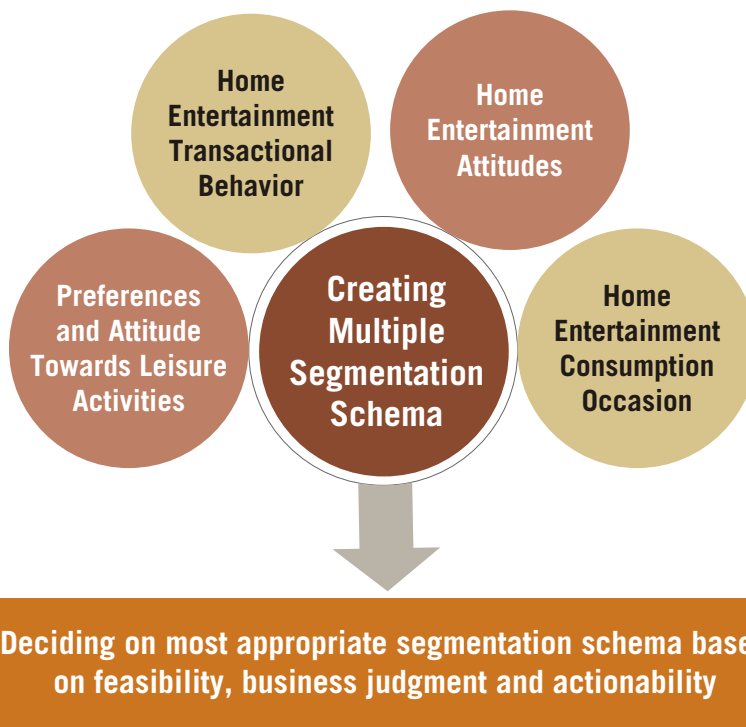 Home
Entertainment
Transactional
Behavior
Home
Entertainment
Attitudes
Preferences
and Attitude
Towards Leisure
Activities
Creating
Multiple
Segmentation
Schema
Home
Entertainment
Consumption
Occasion
Deciding on most appropriate segmentation schema base
on feasibility, business judgment and actionability